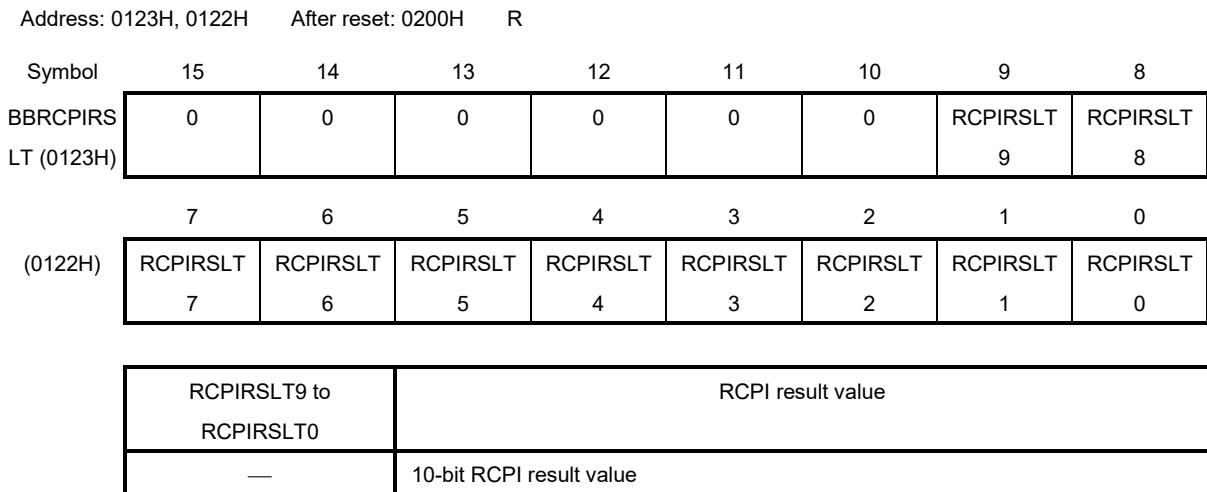 Address: 0123H, 0122H After reset: 0200H R
Symbol 15 14 13 12 11 10 9 8
BBRCPIRS 0 0 0 0 0 0 RCPIRSLT RCPIRSLT
LT (0123H) 9 8
7 6 5 4 3 2 1 0
(0122H) RCPIRSLT RCPIRSLT RCPIRSLT RCPIRSLT RCPIRSLT RCPIRSLT RCPIRSLT RCPIRSLT
7 6 5 4 3 2 1 0
RCPIRSLT9 to RCPI result value
RCPIRSLT0
— 10-bit RCPI result value